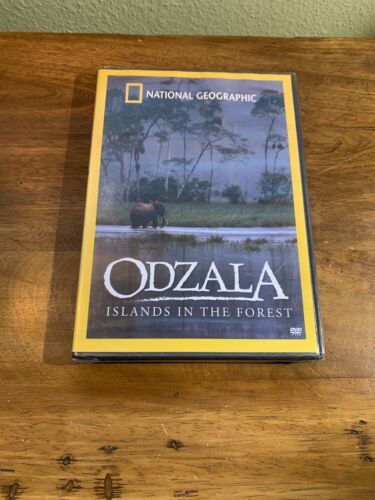 NATIONAL GEOGRAPHIC
ODZALA
ISLANDS IN THE FOREST
DVD